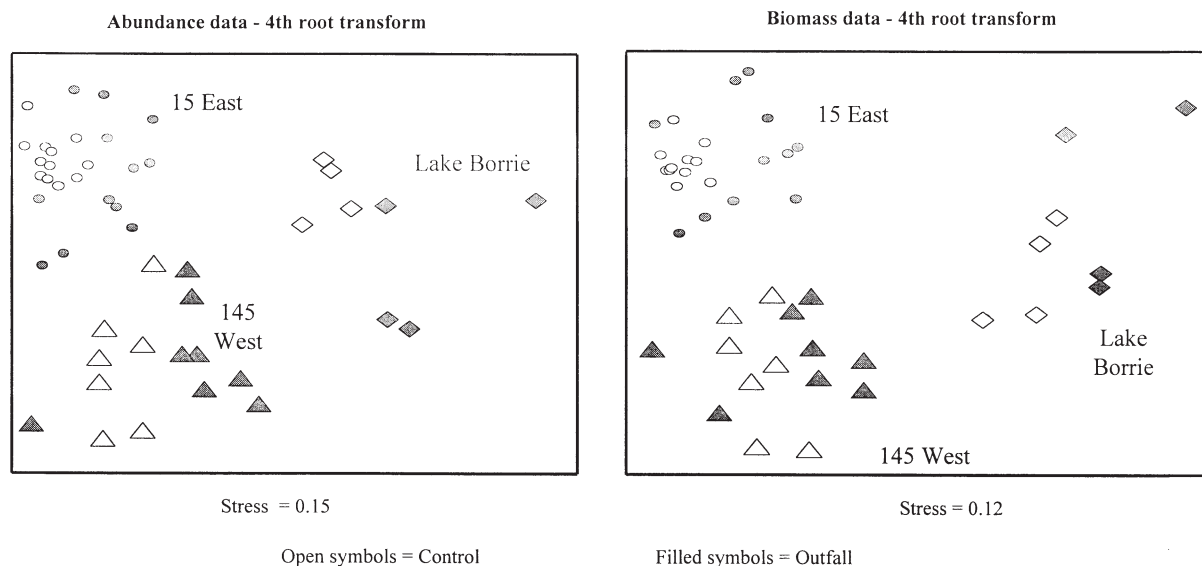 Abundance data - 4th root transform
15 East
Lake Borrie
145
West
Stress = 0.15
Biomass data - 4th root transform
15 East
Lake
Borrie
145 West
Stress = 0.12
Open symbols = Control
Filled symbols = Outfall